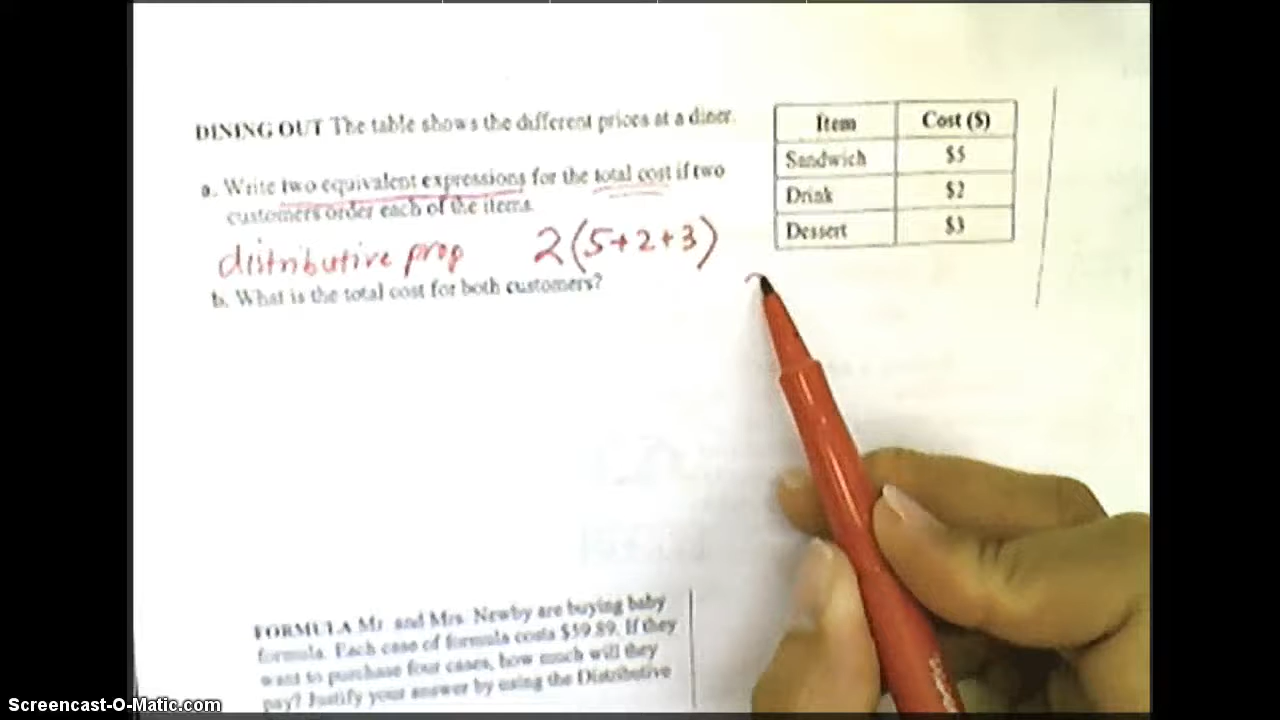 DINING OUT The table shows the different prices at a diner.
a. Write two equivalent expressions for the total cost if two
customers order each of the items.
distributive prop 2(5+2+3)
b. What is the total cost for both customers?
Item Cost ($)
Sandwich $5
Drink $2
Dessert $3
FORMULA Mr. and Mrs. Newby are buying baby
formula. Each case of formula costs $59.89. If they
want to purchase four cases, how much will they
pay? Justify your answer by using the Distributive
Screencast-O-Matic.com